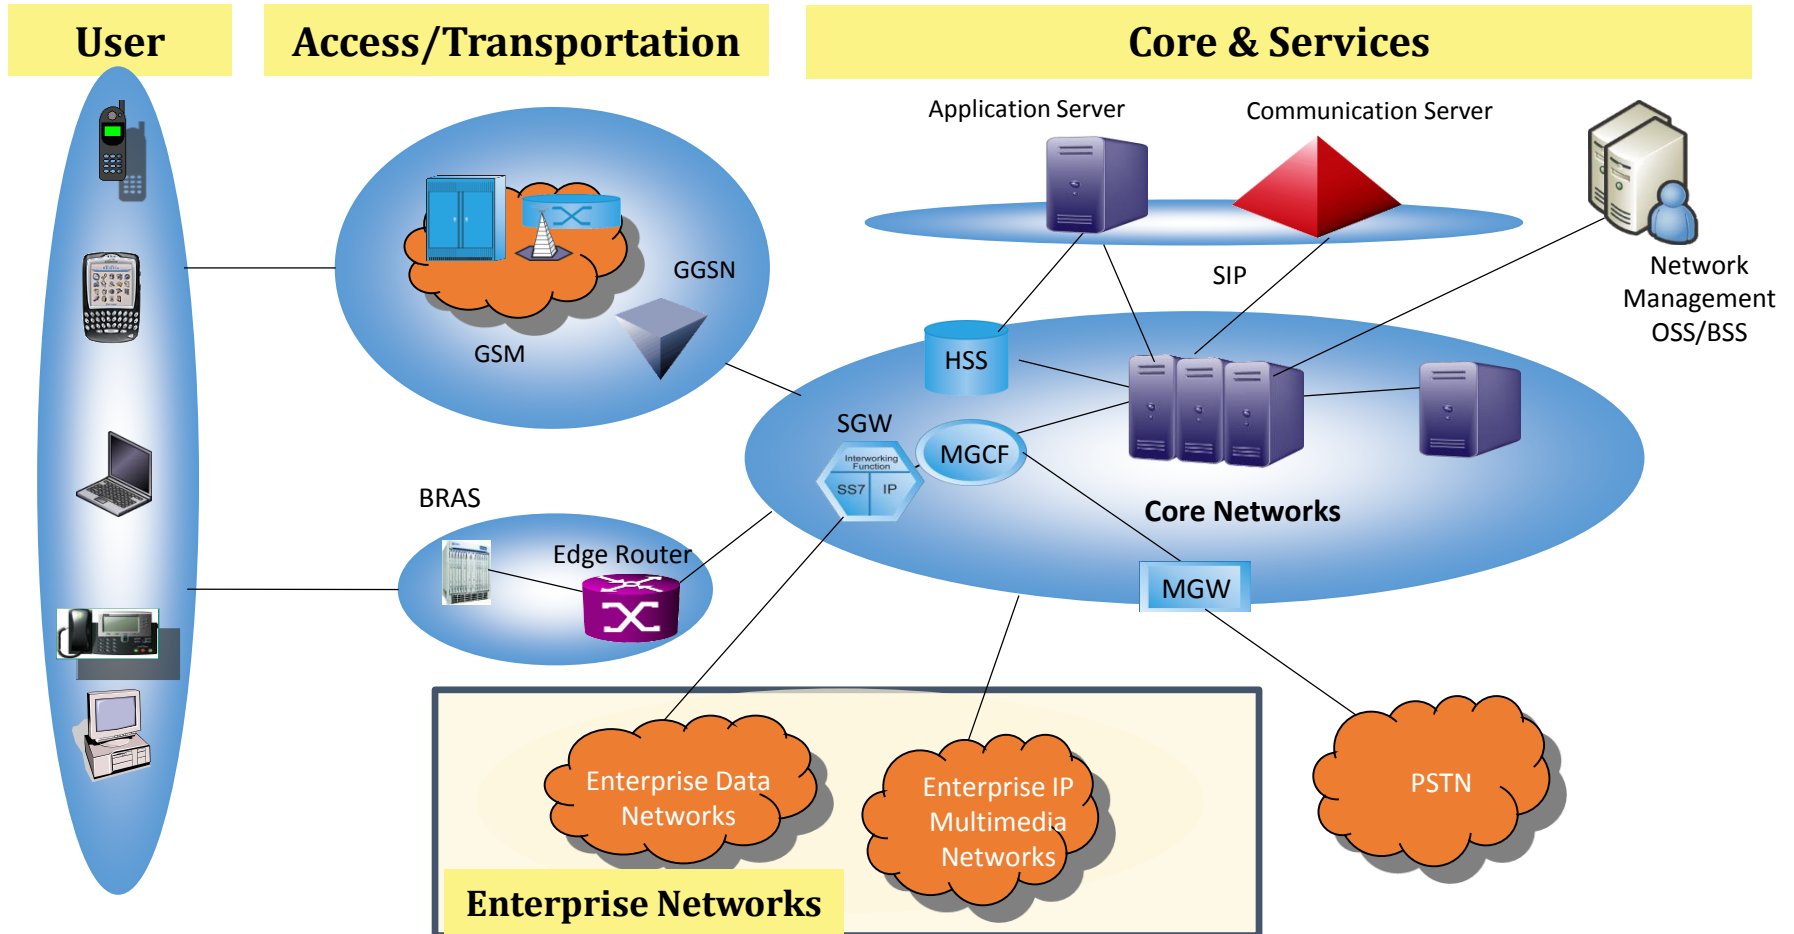 User
Access/Transportation
Core & Services
Application Server
Communication Server
GGSN
GSM
SIP
Network
Management
OSS/BSS
HSS
SGW
MGCF
Interworking
Function
SS7
IP
Core Networks
BRAS
Edge Router
MGW
Enterprise Data
Networks
Enterprise IP
Multimedia
Networks
PSTN
Enterprise Networks